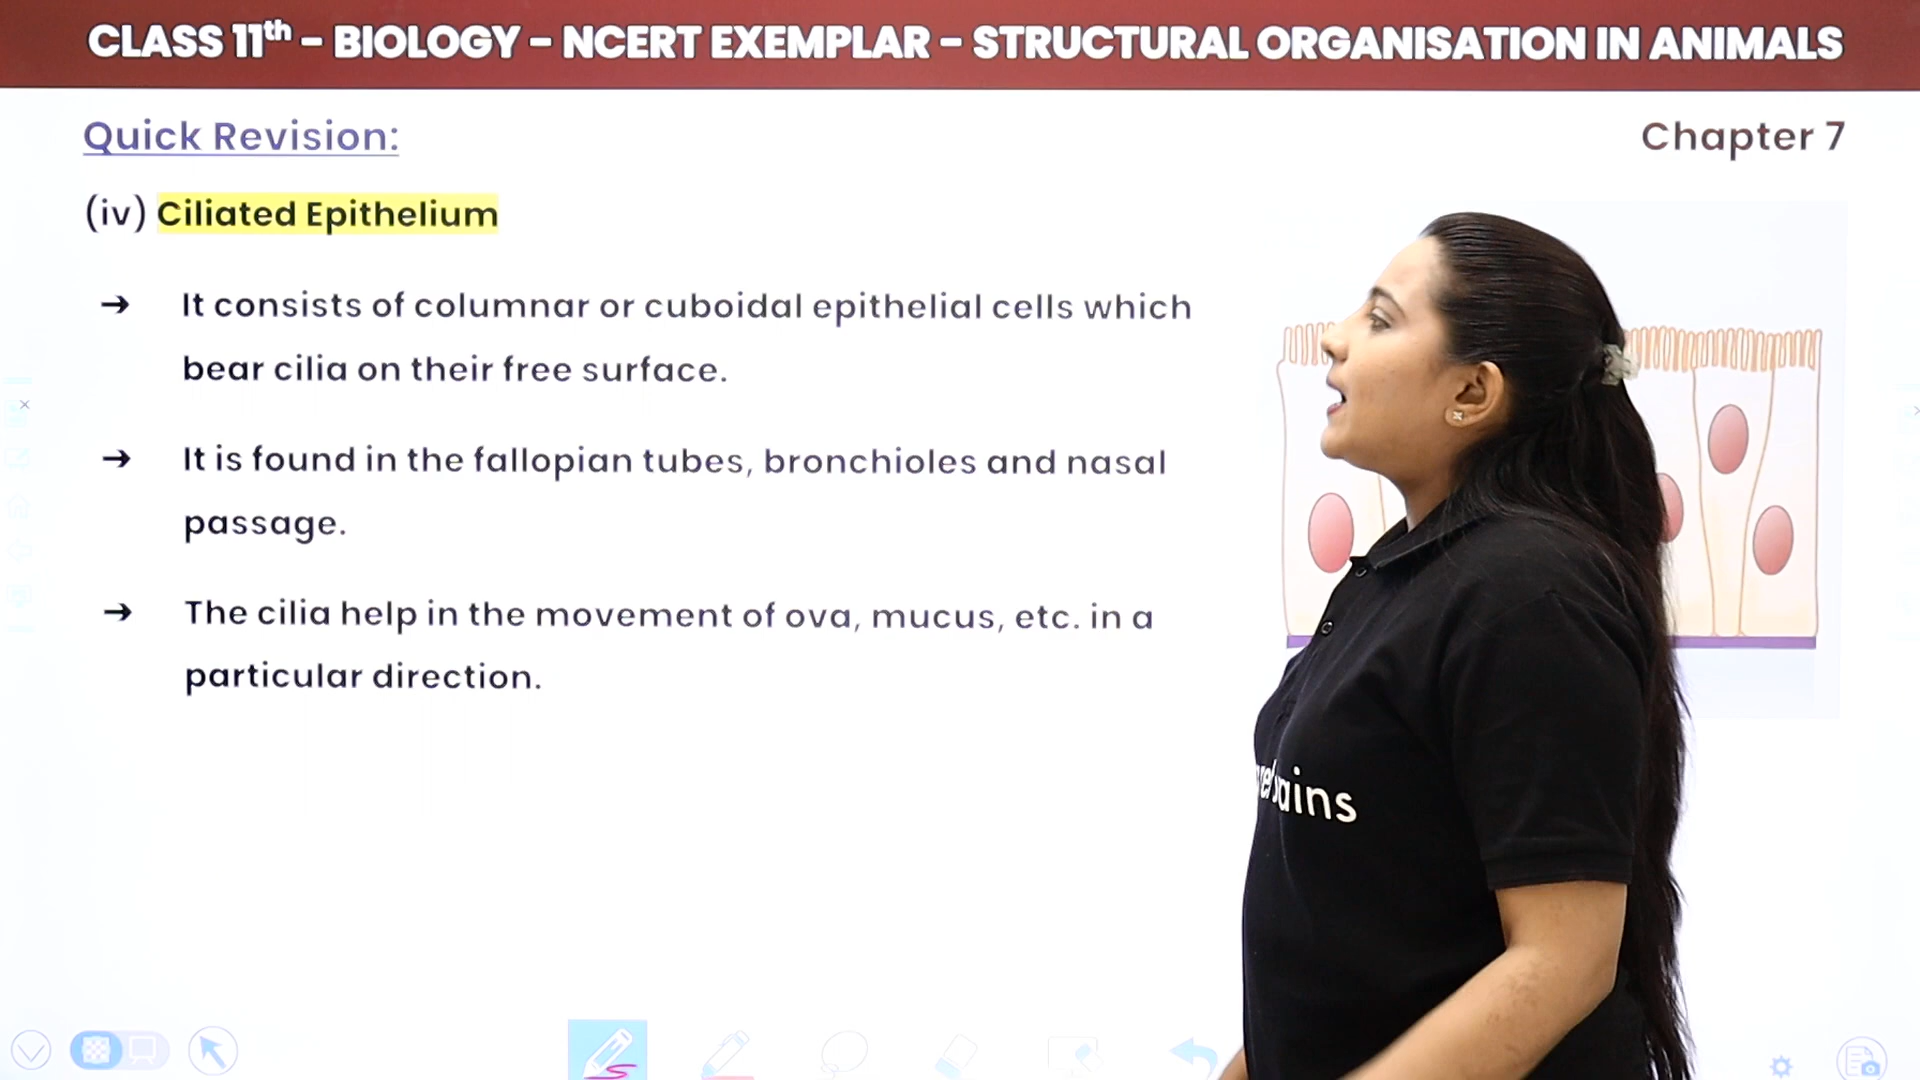 CLASS 11th - BIOLOGY - NCERT EXEMPLAR - STRUCTURAL ORGANISATION IN ANIMALS
Quick Revision:
Chapter 7
(iv) Ciliated Epithelium
→ It consists of columnar or cuboidal epithelial cells which
bear cilia on their free surface.
→ It is found in the fallopian tubes, bronchioles and nasal
passage.
→ The cilia help in the movement of ova, mucus, etc. in a
particular direction.